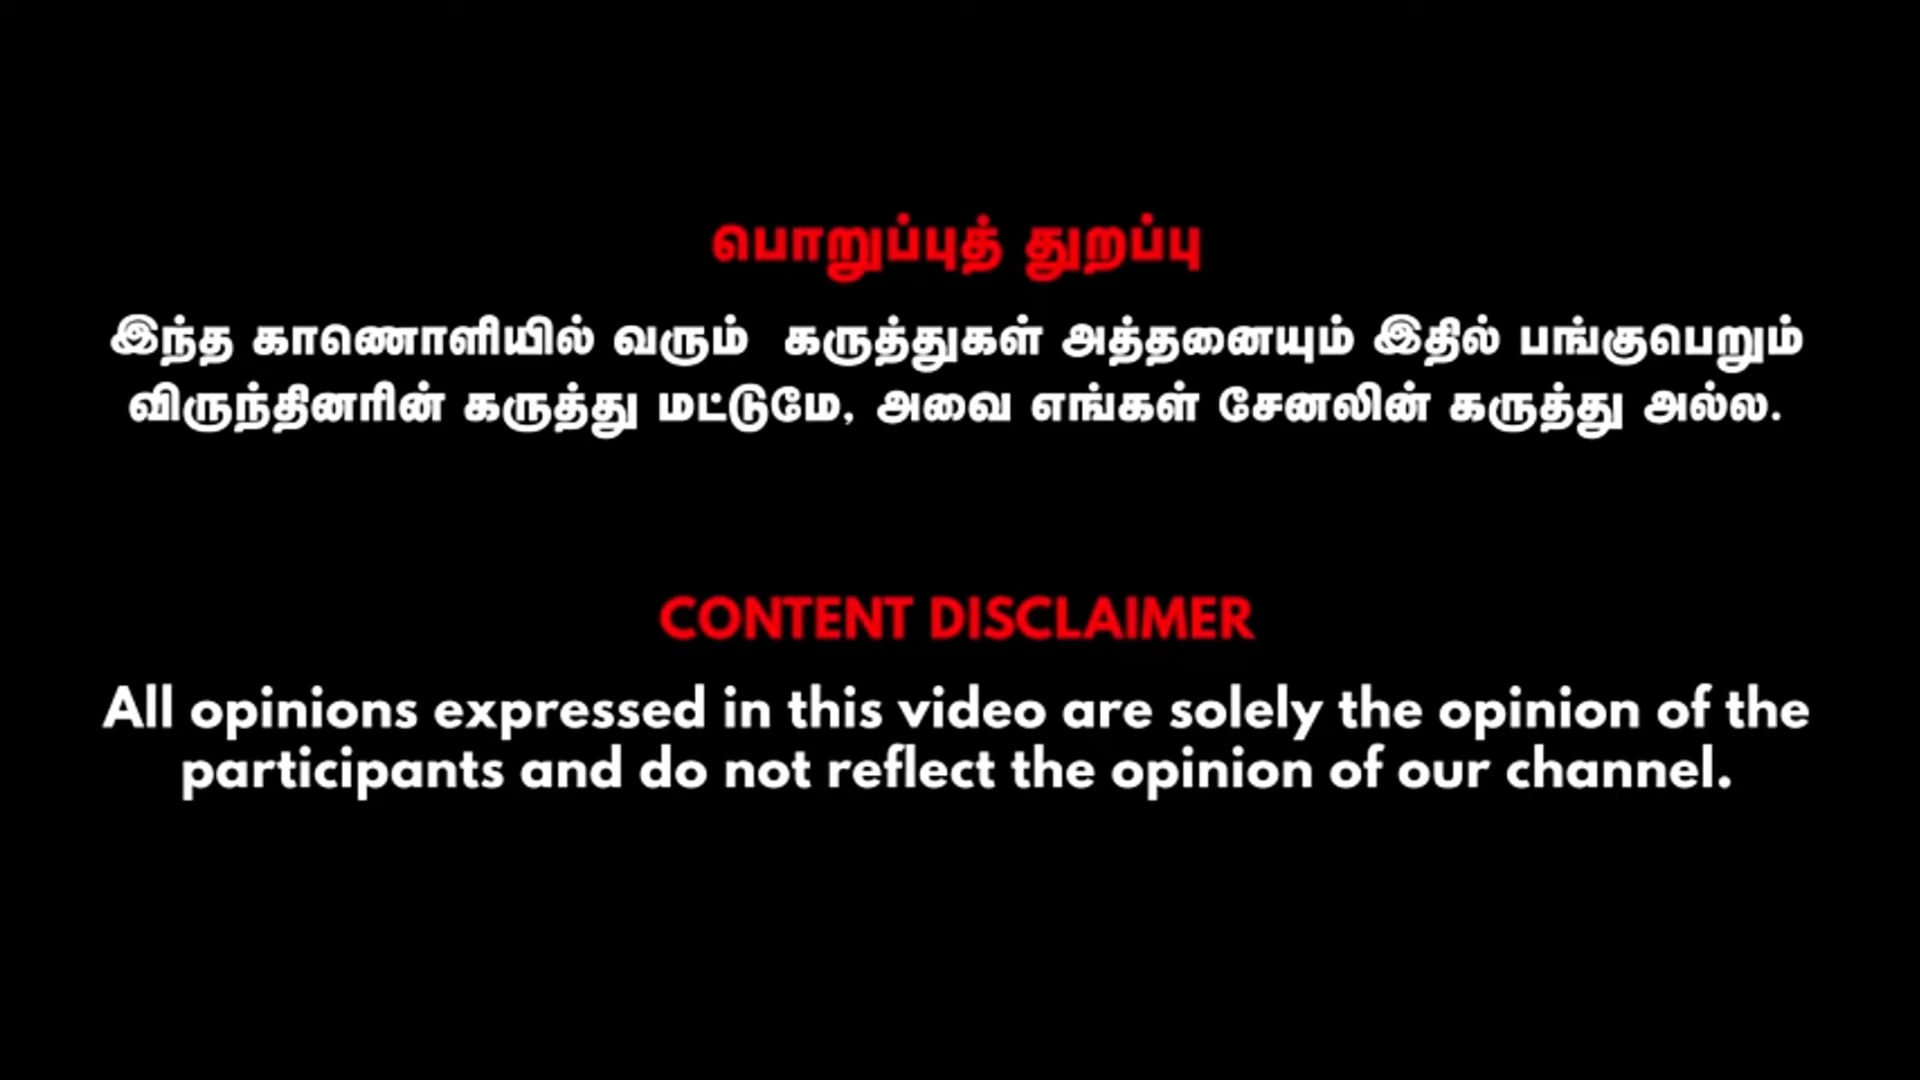 பொறுப்புத் துறப்பு
இந்த காணொளியில் வரும் கருத்துகள் அத்தனையும் இதில் பங்குபெறும்
விருந்தினரின் கருத்து மட்டுமே, அவை எங்கள் சேனலின் கருத்து அல்ல.
CONTENT DISCLAIMER
All opinions expressed in this video are solely the opinion of the
participants and do not reflect the opinion of our channel.